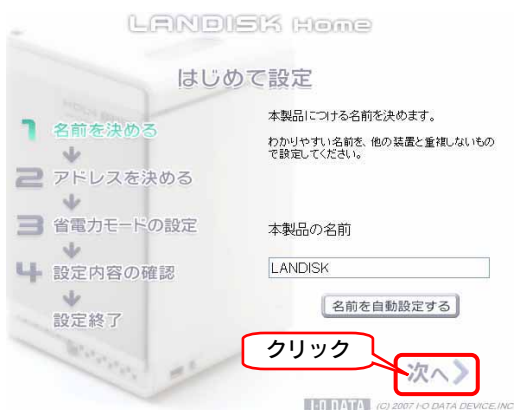 LANDISK Home
はじめて設定
1 名前を決める
2 アドレスを決める
3 省電力モードの設定
4 設定内容の確認
設定終了
本製品につける名前を決めます。
わかりやすい名前を、他の装置と重複しないもの
で設定してください。
本製品の名前
LANDISK
名前を自動設定する
クリック
次へ
I-O DATA (C) 2007 I-O DATA DEVICE,INC